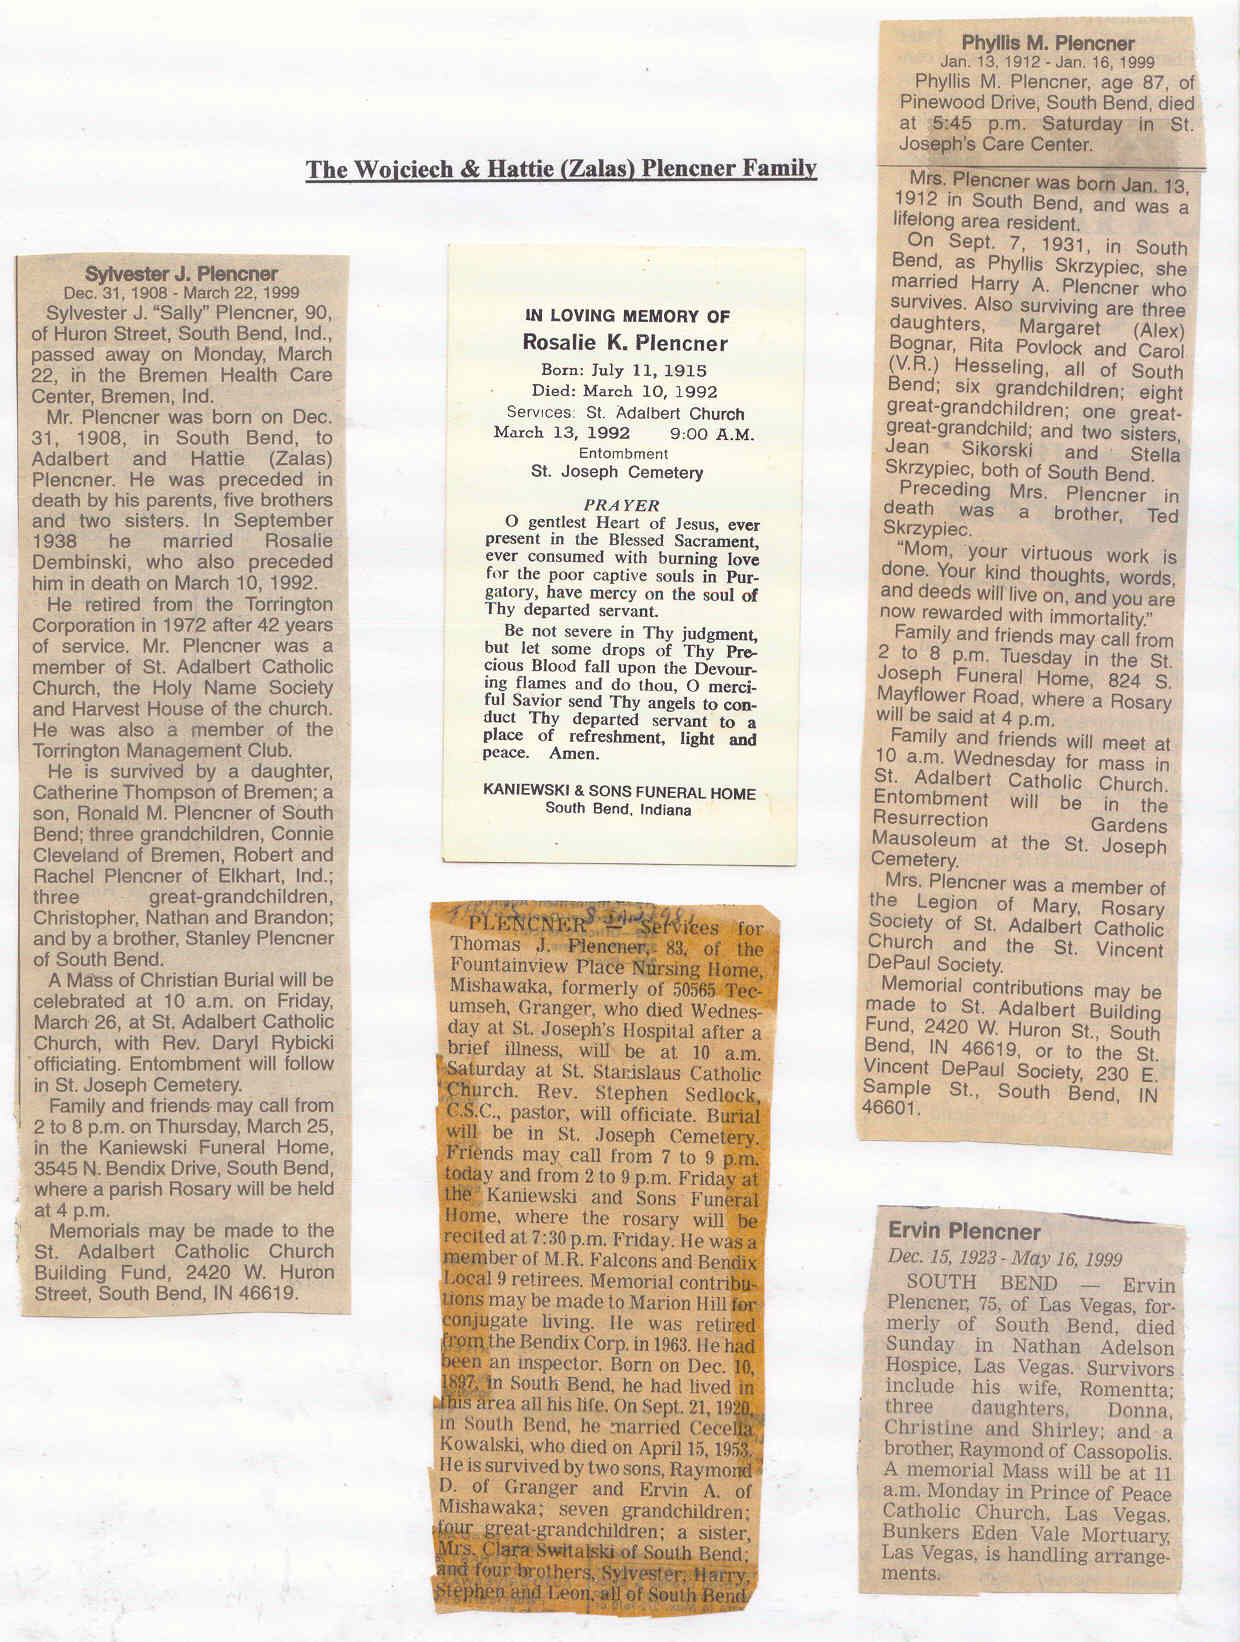 The Wojciech & Hattie (Zalas) Plencner Family
Sylvester J. Plencner
Dec. 31, 1908 - March 22, 1999
Sylvester J. “Sally” Plencner, 90,
of Huron Street, South Bend, Ind.,
passed away on Monday, March
22, in the Bremen Health Care
Center, Bremen, Ind.
Mr. Plencner was born on Dec.
31, 1908, in South Bend, to
Adalbert and Hattie (Zalas)
Plencner. He was preceded in
death by his parents, five brothers
and two sisters. In September
1938 he married Rosalie
Dembinski, who also preceded
him in death on March 10, 1992.
He retired from the Torrington
Corporation in 1972 after 42 years
of service. Mr. Plencner was a
member of St. Adalbert Catholic
Church, the Holy Name Society
and Harvest House of the church.
He was also a member of the
Torrington Management Club.
He is survived by a daughter,
Catherine Thompson of Bremen; a
son, Ronald M. Plencner of South
Bend; three grandchildren, Connie
Cleveland of Bremen, Robert and
Rachel Plencner of Elkhart, Ind.;
three great-grandchildren,
Christopher, Nathan and Brandon;
and by a brother, Stanley Plencner
of South Bend.
A Mass of Christian Burial will be
celebrated at 10 a.m. on Friday,
March 26, at St. Adalbert Catholic
Church, with Rev. Daryl Rybicki
officiating. Entombment will follow
in St. Joseph Cemetery.
Family and friends may call from
2 to 8 p.m. on Thursday, March 25,
in the Kaniewski Funeral Home,
3545 N. Bendix Drive, South Bend,
where a parish Rosary will be held
at 4 p.m.
Memorials may be made to the
St. Adalbert Catholic Church
Building Fund, 2420 W. Huron
Street, South Bend, IN 46619.
IN LOVING MEMORY OF
Rosalie K. Plencner
Born: July 11, 1915
Died: March 10, 1992
Services: St. Adalbert Church
March 13, 1992 9:00 A.M.
Entombment
St. Joseph Cemetery
PRAYER
O gentlest Heart of Jesus, ever
present in the Blessed Sacrament,
ever consumed with burning love
for the poor captive souls in Pur-
gatory, have mercy on the soul of
Thy departed servant.
Be not severe in Thy judgment,
but let some drops of Thy Pre-
cious Blood fall upon the Devour-
ing flames and do thou, O merci-
ful Savior send Thy angels to con-
duct Thy departed servant to a
place of refreshment, light and
peace. Amen.
KANIEWSKI & SONS FUNERAL HOME
South Bend, Indiana
PLENCNER — Services for
Thomas J. Plencner, 83, of the
Fountainview Place Nursing Home,
Mishawaka, formerly of 50565 Tec-
umseh, Granger, who died Wednes-
day at St. Joseph's Hospital after a
brief illness, will be at 10 a.m.
Saturday at St. Stanislaus Catholic
Church. Rev. Stephen Sedlock,
C.S.C., pastor, will officiate. Burial
will be in St. Joseph Cemetery.
Friends may call from 7 to 9 p.m.
today and from 2 to 9 p.m. Friday at
the Kaniewski and Sons Funeral
Home, where the rosary will be
recited at 7:30 p.m. Friday. He was a
member of M.R. Falcons and Bendix
Local 9 retirees. Memorial contribu-
tions may be made to Marion Hill for
conjugate living. He was retired
from the Bendix Corp. in 1963. He had
been an inspector. Born on Dec. 10,
1897, in South Bend, he had lived in
this area all his life. On Sept. 21, 1920,
in South Bend, he married Cecelia
Kowalski, who died on April 15, 1953.
He is survived by two sons, Raymond
D. of Granger and Ervin A. of
Mishawaka; seven grandchildren;
four great-grandchildren; a sister,
Mrs. Clara Switalski of South Bend;
and four brothers, Sylvester, Harry,
Stephen and Leon, all of South Bend.
Phyllis M. Plencner
Jan. 13, 1912 - Jan. 16, 1999
Phyllis M. Plencner, age 87, of
Pinewood Drive, South Bend, died
at 5:45 p.m. Saturday in St.
Joseph's Care Center.
Mrs. Plencner was born Jan. 13,
1912 in South Bend, and was a
lifelong area resident.
On Sept. 7, 1931, in South
Bend, as Phyllis Skrzypiec, she
married Harry A. Plencner who
survives. Also surviving are three
daughters, Margaret (Alex)
Bognar, Rita Povlock and Carol
(V.R.) Hesseling, all of South
Bend; six grandchildren; eight
great-grandchildren; one great-
great-grandchild; and two sisters,
Jean Sikorski and Stella
Skrzypiec, both of South Bend.
Preceding Mrs. Plencner in
death was a brother, Ted
Skrzypiec.
“Mom, your virtuous work is
done. Your kind thoughts, words,
and deeds will live on, and you are
now rewarded with immortality.”
Family and friends may call from
2 to 8 p.m. Tuesday in the St.
Joseph Funeral Home, 824 S.
Mayflower Road, where a Rosary
will be said at 4 p.m.
Family and friends will meet at
10 a.m. Wednesday for mass in
St. Adalbert Catholic Church.
Entombment will be in the
Resurrection Gardens
Mausoleum at the St. Joseph
Cemetery.
Mrs. Plencner was a member of
the Legion of Mary, Rosary
Society of St. Adalbert Catholic
Church and the St. Vincent
DePaul Society.
Memorial contributions may be
made to St. Adalbert Building
Fund, 2420 W. Huron St., South
Bend, IN 46619, or to the St.
Vincent DePaul Society, 230 E.
Sample St., South Bend, IN
46601.
Ervin Plencner
Dec. 15, 1923 - May 16, 1999
SOUTH BEND — Ervin
Plencner, 75, of Las Vegas, for-
merly of South Bend, died
Sunday in Nathan Adelson
Hospice, Las Vegas. Survivors
include his wife, Romentta;
three daughters, Donna,
Christine and Shirley; and a
brother, Raymond of Cassopolis.
A memorial Mass will be at 11
a.m. Monday in Prince of Peace
Catholic Church, Las Vegas.
Bunkers Eden Vale Mortuary,
Las Vegas, is handling arrange-
ments.